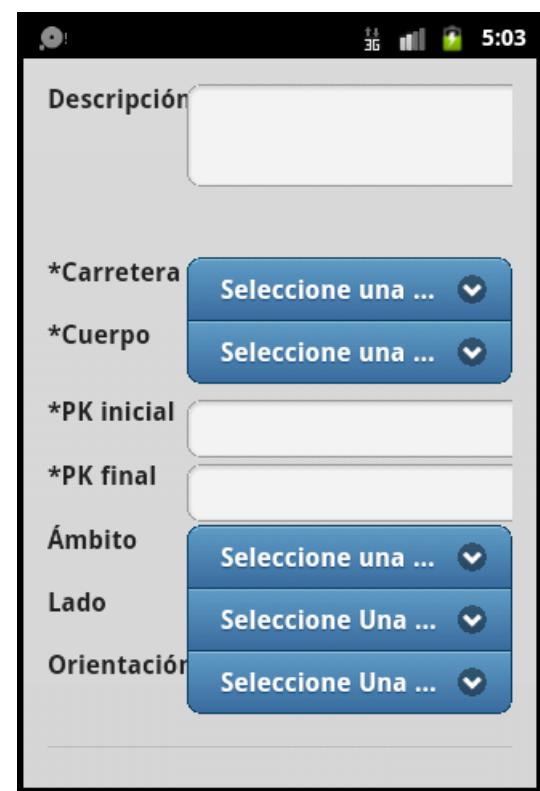 3G 5:03
Descripción
*Carretera Seleccione una ...
*Cuerpo Seleccione una ...
*PK inicial
*PK final
Ámbito Seleccione una ...
Lado Seleccione Una ...
Orientación Seleccione Una ...